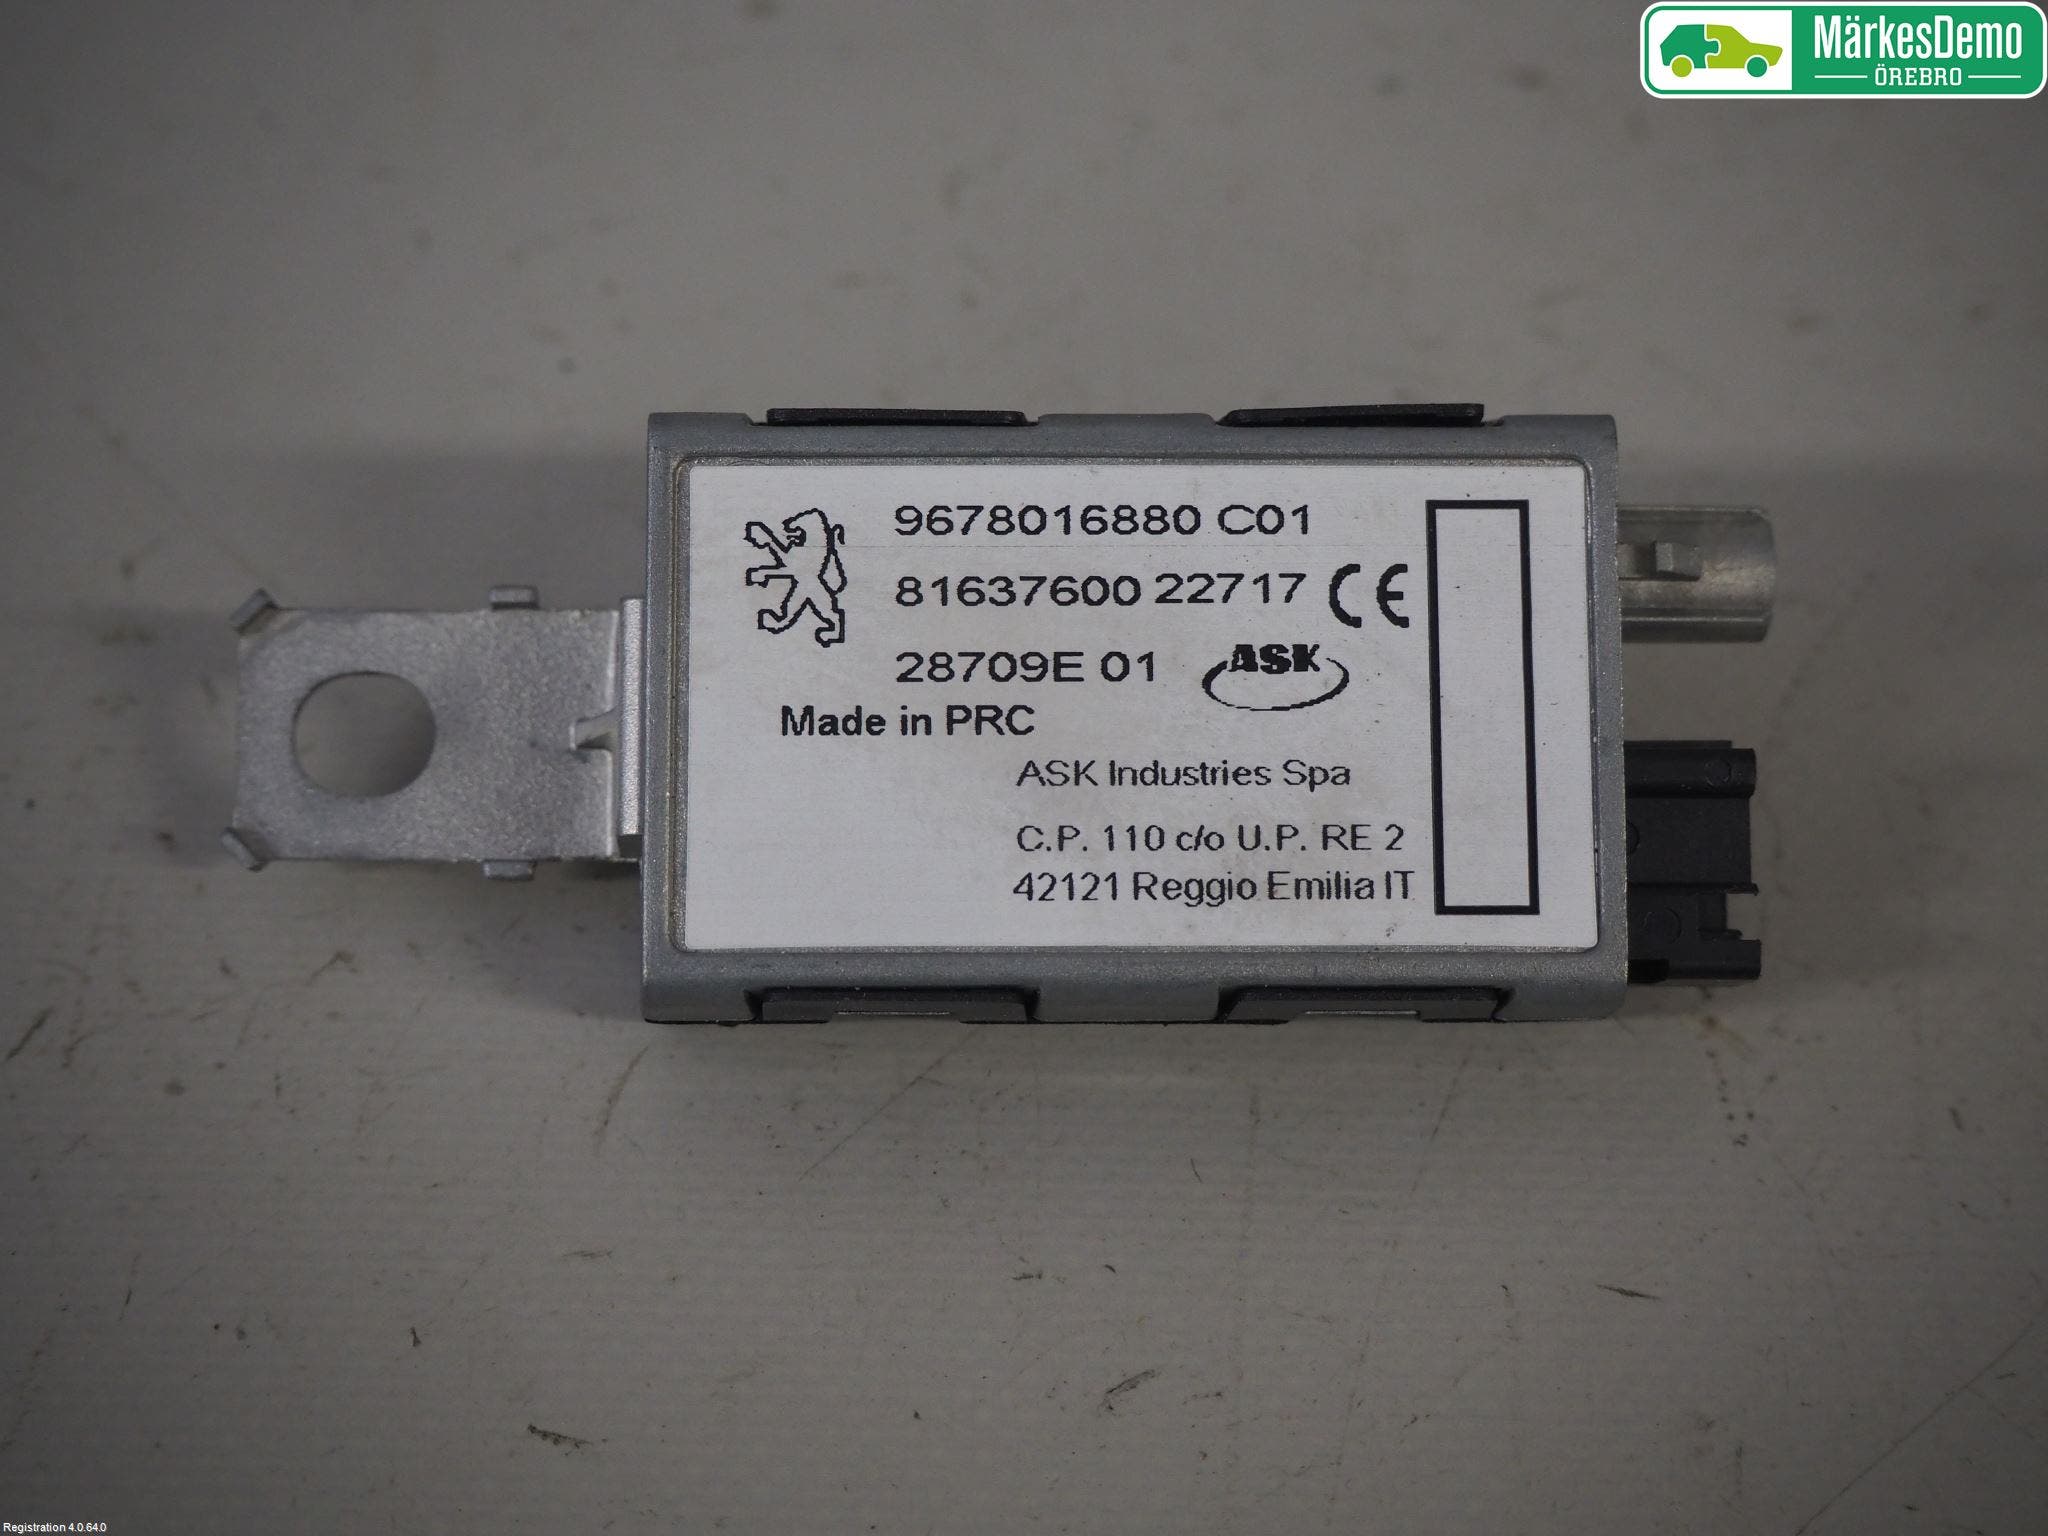 MärkesDemo
ÖREBRO
9678016880 C01
81637600 22717 CE
28709E 01 ASK
Made in PRC
ASK Industries Spa
C.P. 110 c/o U.P. RE 2
42121 Reggio Emilia IT
Registration 4.0.64.0